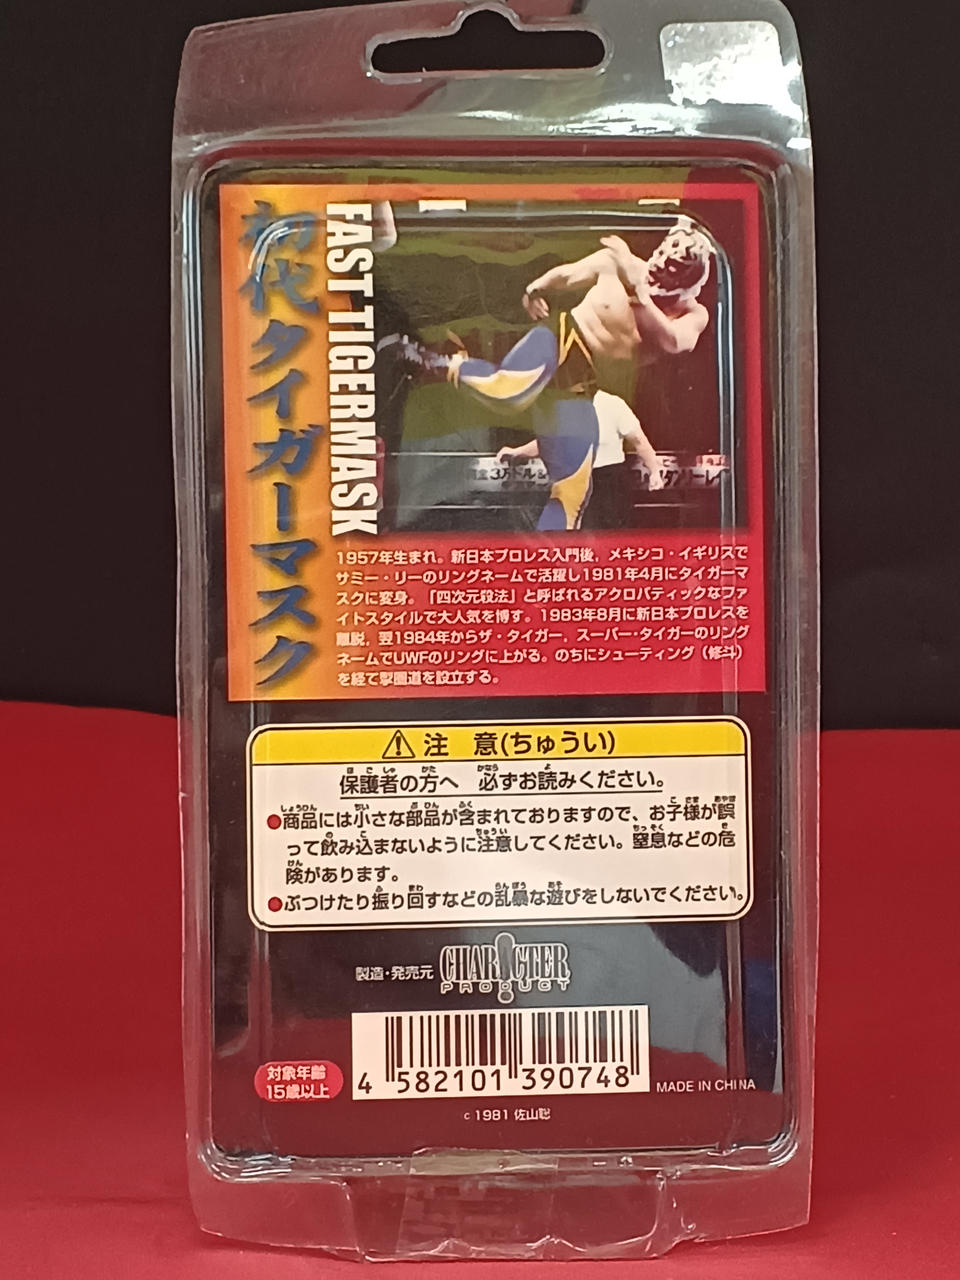 初代タイガーマスク
FAST TIGERMASK
1957年生まれ。新日本プロレス入門後，メキシコ・イギリスで
サミー・リーのリングネームで活躍し1981年4月にタイガーマ
スクに変身。「四次元殺法」と呼ばれるアクロバティックなファ
イトスタイルで大人気を博す。1983年8月に新日本プロレスを
離脱，翌1984年からザ・タイガー，スーパー・タイガーのリング
ネームでUWFのリングに上がる。のちにシューティング（修斗）
を経て掣圏道を設立する。
注 意(ちゅうい)
保護者の方へ 必ずお読みください。
●商品には小さな部品が含まれておりますので、お子様が誤
って飲み込まないように注意してください。窒息などの危
険があります。
●ぶつけたり振り回すなどの乱暴な遊びをしないでください。
製造・発売元 CHARACTER
PRODUCT
対象年齢
15歳以上
4 582101 390748
MADE IN CHINA
c 1981 佐山聡